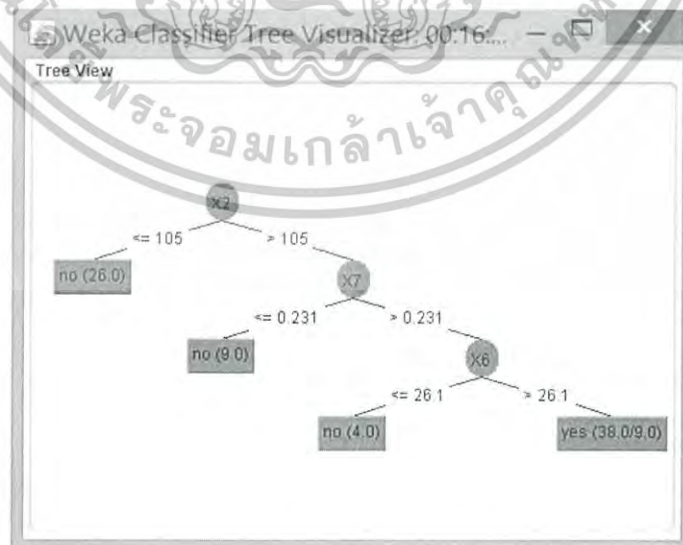 Weka Classifier Tree Visualizer: 00:16:...
Tree View
พระจอมเกล้าเจ้าคุณ
X2
<= 105 > 105
no (26.0)
X7
<= 0.231 > 0.231
no (9.0)
X6
<= 26.1 > 26.1
no (4.0) yes (38.0/9.0)